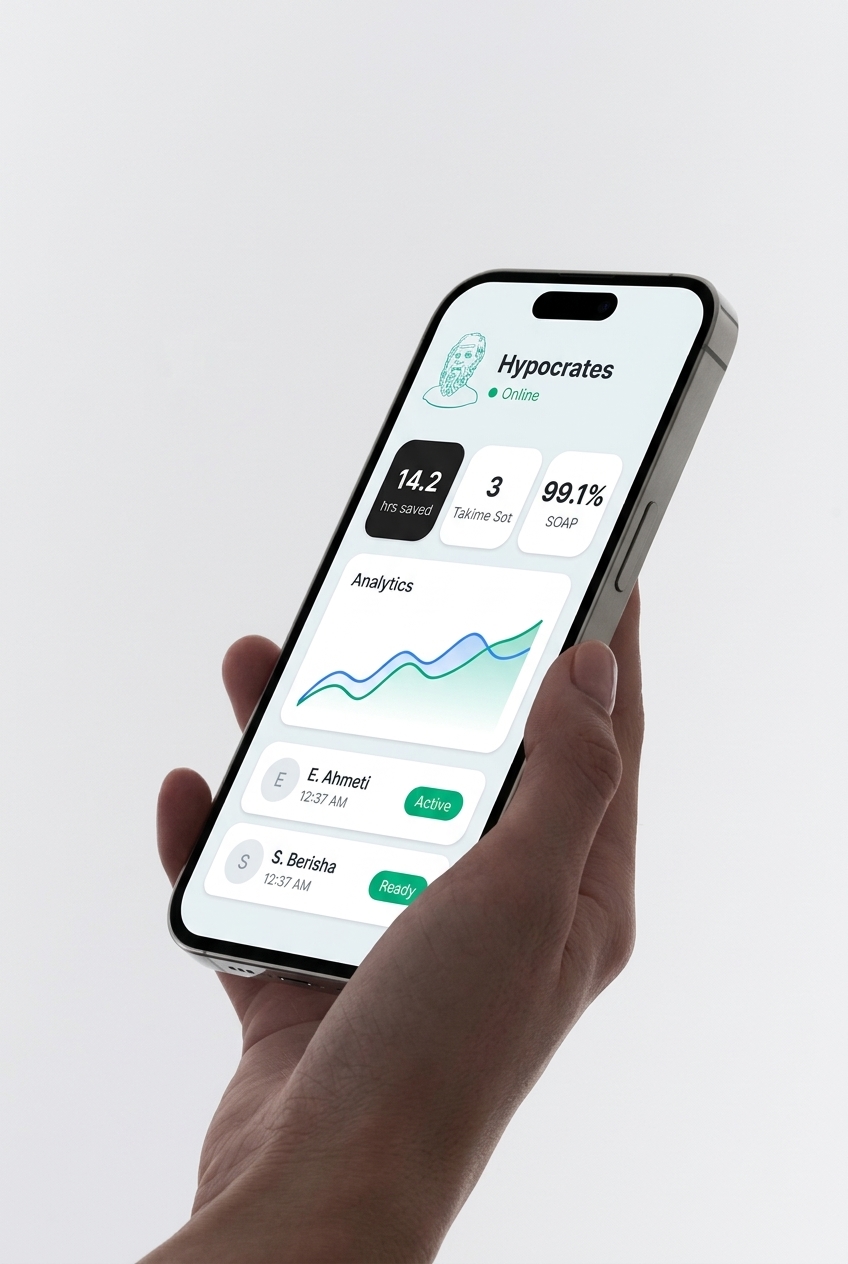 Hypocrates
Online
14.2
hrs saved
3
Takime Sot
99.1%
SOAP
Analytics
E
E. Ahmeti
12:37 AM
Active
S
S. Berisha
12:37 AM
Ready